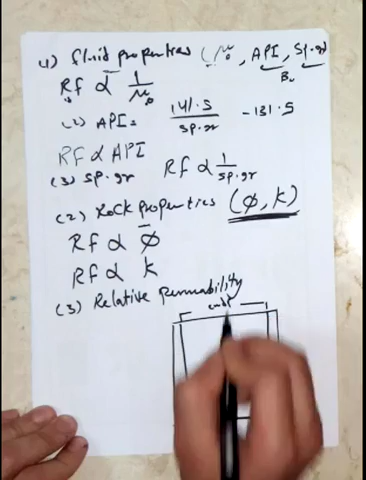 (1) fluid properties (μo, API, Sp.gr
Bo
Rf ∝ 1/μo
(2) API = 141.5/sp.gr - 131.5
Rf ∝ API
(3) sp.gr Rf ∝ 1/sp.gr
(2) Rock properties (ϕ, k)
Rf ∝ ϕ
Rf ∝ k
(3) Relative permability